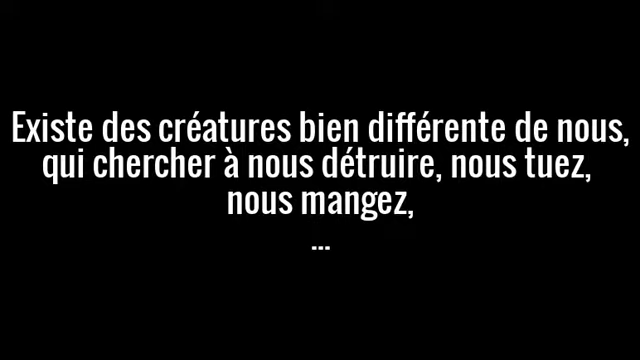 Existe des créatures bien différente de nous,
qui chercher à nous détruire, nous tuez,
nous mangez,
...